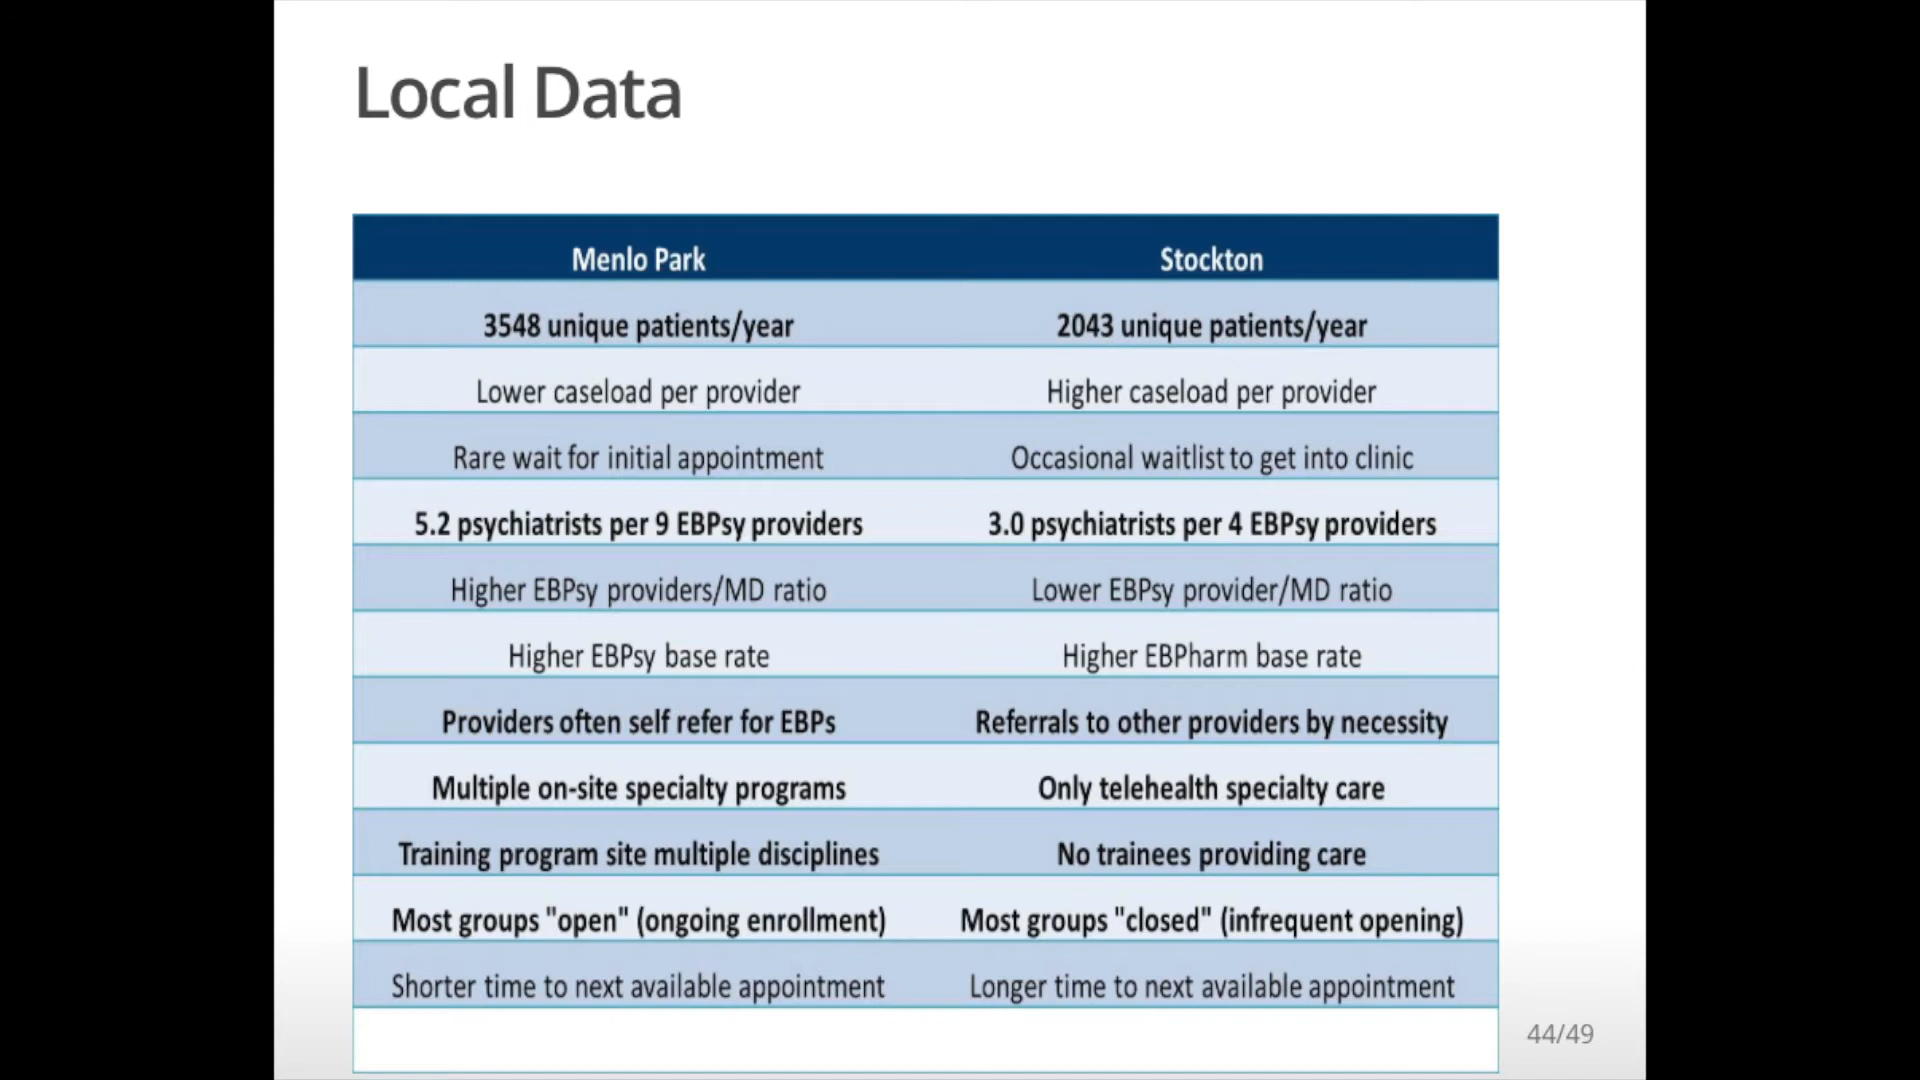 Local Data
Menlo Park Stockton
3548 unique patients/year 2043 unique patients/year
Lower caseload per provider Higher caseload per provider
Rare wait for initial appointment Occasional waitlist to get into clinic
5.2 psychiatrists per 9 EBPsy providers 3.0 psychiatrists per 4 EBPsy providers
Higher EBPsy providers/MD ratio Lower EBPsy provider/MD ratio
Higher EBPsy base rate Higher EBPharm base rate
Providers often self refer for EBPs Referrals to other providers by necessity
Multiple on-site specialty programs Only telehealth specialty care
Training program site multiple disciplines No trainees providing care
Most groups "open" (ongoing enrollment) Most groups "closed" (infrequent opening)
Shorter time to next available appointment Longer time to next available appointment
44/49